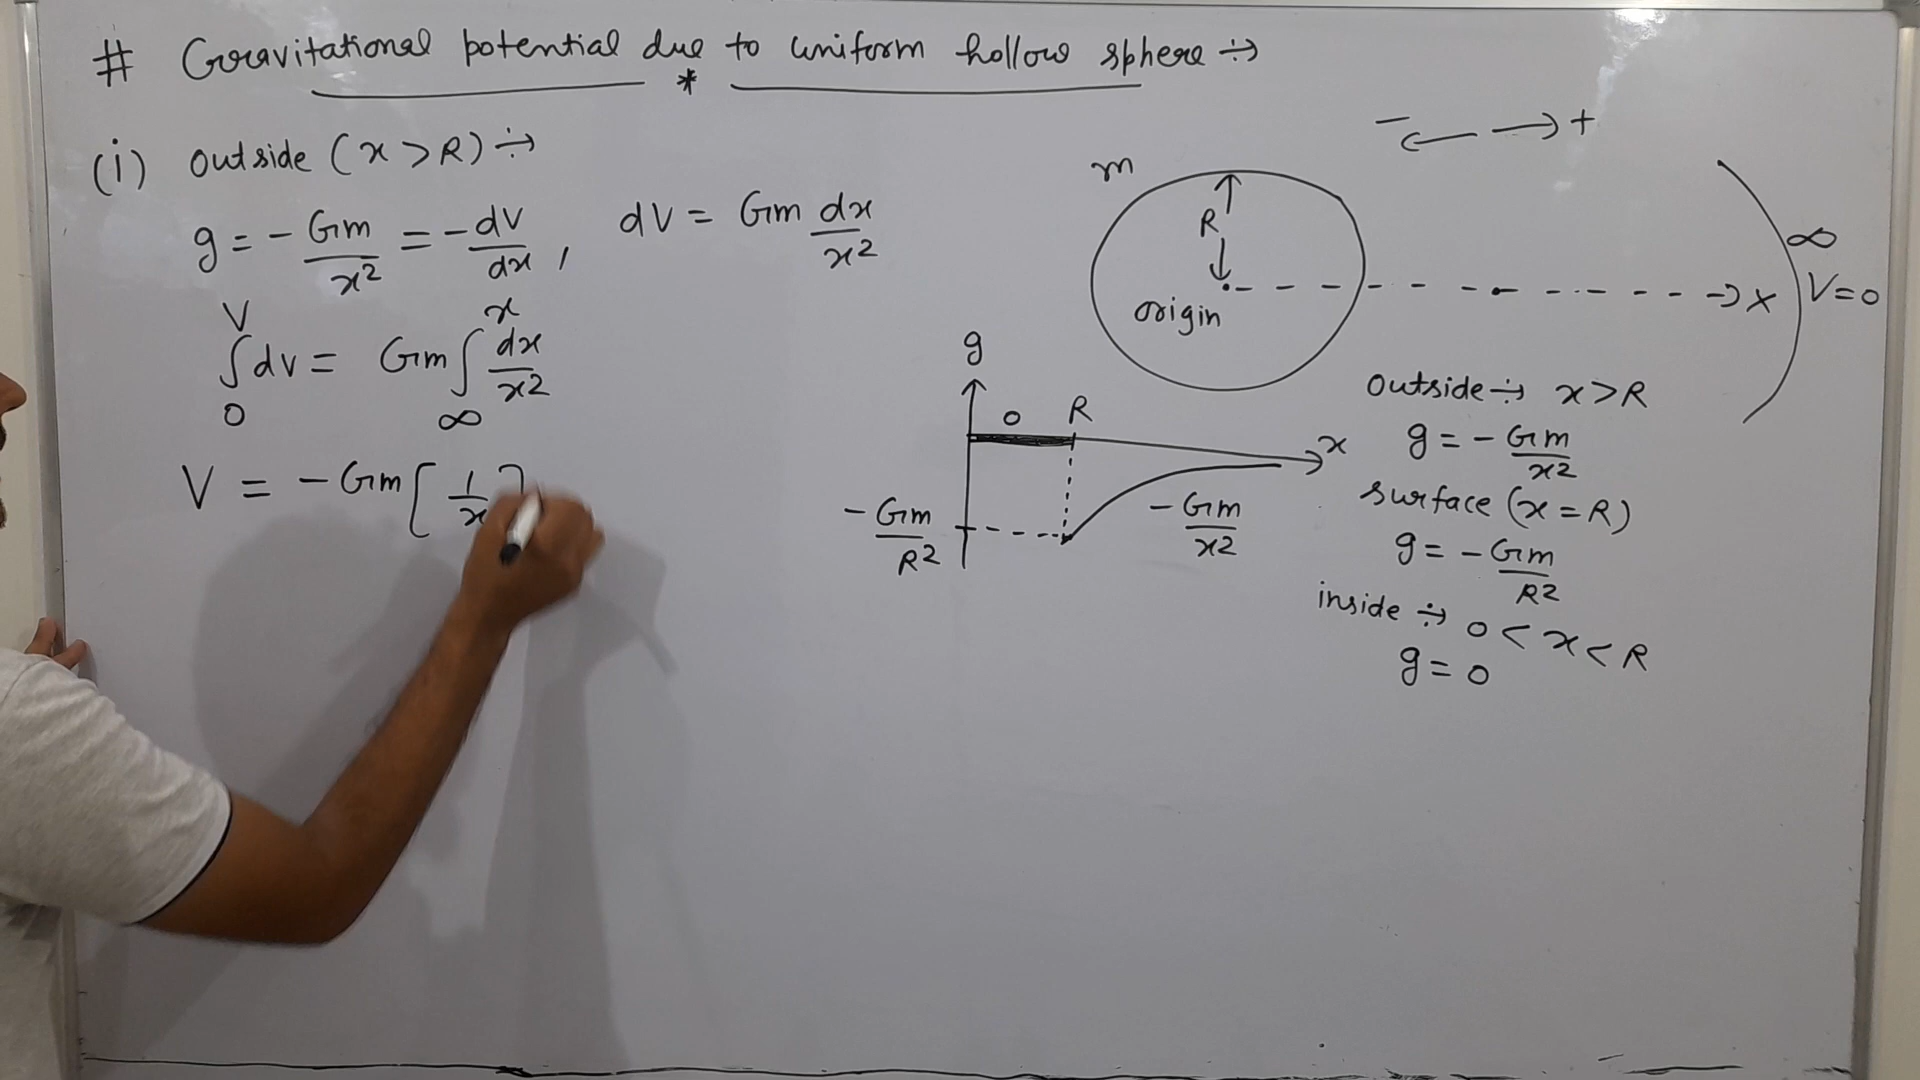 # Gravitational potential due to uniform hollow sphere ÷→
*
(i) outside (x > R) ÷→
g = - Gm/x² = - dV/dx , dV = Gm dx/x²
V x
∫dv = Gm ∫ dx/x²
0 ∞
V = - Gm [ 1/x ]
- ← → +
m
R
origin
x
∞
V = 0
g
0 R
x
- Gm/R²
- Gm/x²
outside ÷→ x > R
g = - Gm/x²
surface (x = R)
g = - Gm/R²
inside ÷→ 0 < x < R
g = 0